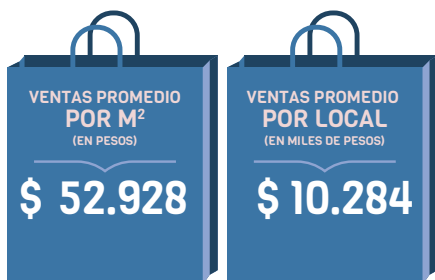 VENTAS PROMEDIO
POR M²
(EN PESOS)
$ 52.928
VENTAS PROMEDIO
POR LOCAL
(EN MILES DE PESOS)
$ 10.284